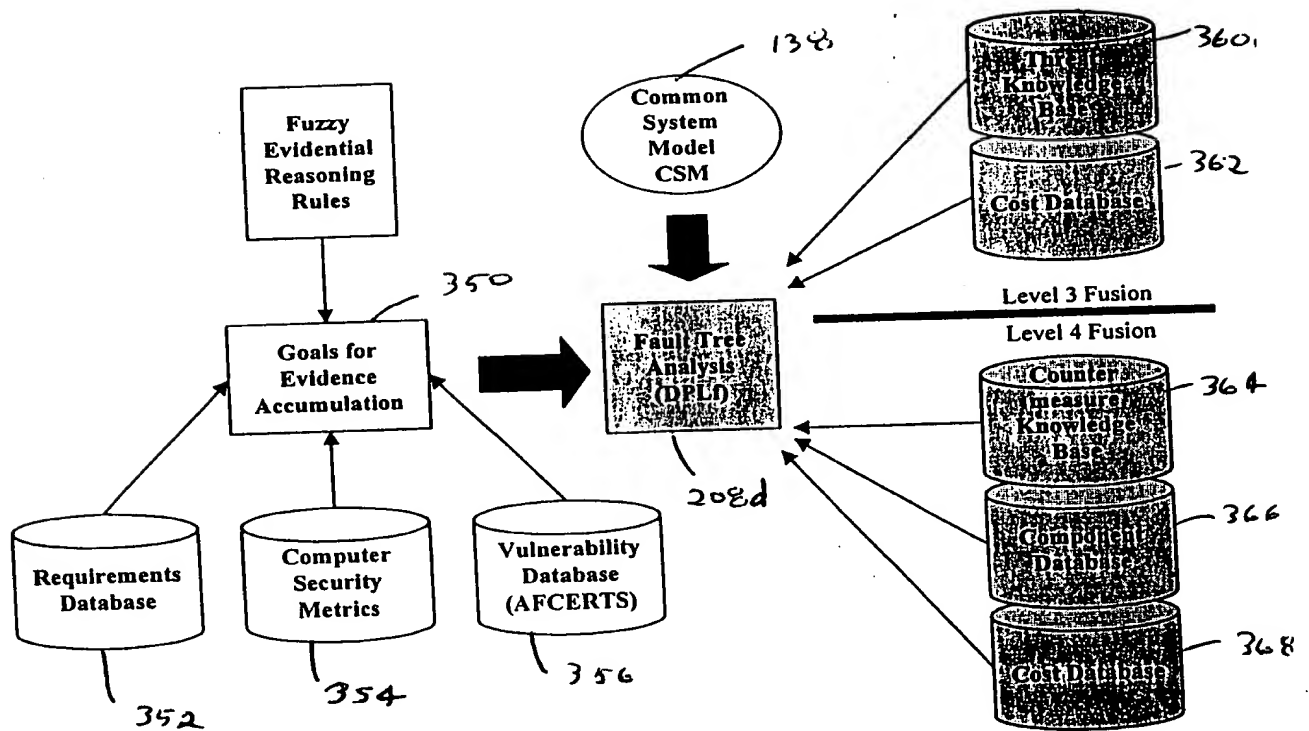 Fuzzy
Evidential
Reasoning
Rules
138
Common
System
Model
CSM
360
Knowledge
Base
362
Cost Database
350
Goals for
Evidence
Accumulation
Fault Tree
Analysis
(DPLf)
208d
Level 3 Fusion
Level 4 Fusion
Counter
measure
Knowledge
Base
364
Component
Database
366
Cost Database
368
Requirements
Database
352
Computer
Security
Metrics
354
Vulnerability
Database
(AFCERTS)
356